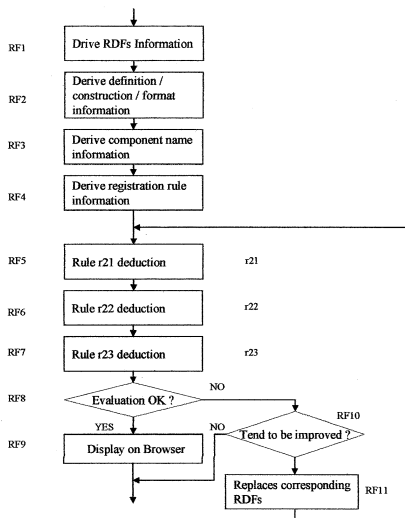 RF1 Drive RDFs Information
Derive definition /
RF2 construction / format
information
RF3 Derive component name
information
RF4 Derive registration rule
information
RF5 Rule r21 deduction r21
RF6 Rule r22 deduction r22
RF7 Rule r23 deduction r23
RF8 Evaluation OK ? NO
YES NO RF10
RF9 Display on Browser Tend to be improved ?
Replaces corresponding RF11
RDFs